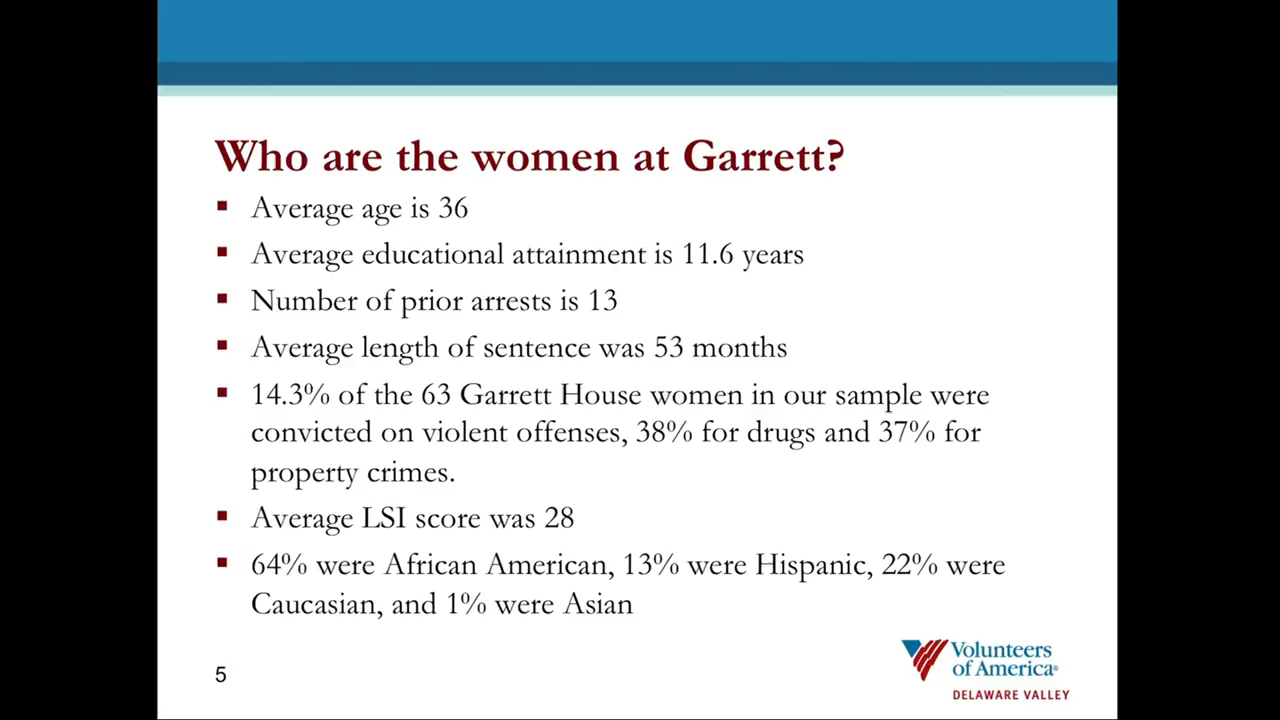 Who are the women at Garrett?
▪ Average age is 36
▪ Average educational attainment is 11.6 years
▪ Number of prior arrests is 13
▪ Average length of sentence was 53 months
▪ 14.3% of the 63 Garrett House women in our sample were
convicted on violent offenses, 38% for drugs and 37% for
property crimes.
▪ Average LSI score was 28
▪ 64% were African American, 13% were Hispanic, 22% were
Caucasian, and 1% were Asian
5
Volunteers
of America®
DELAWARE VALLEY